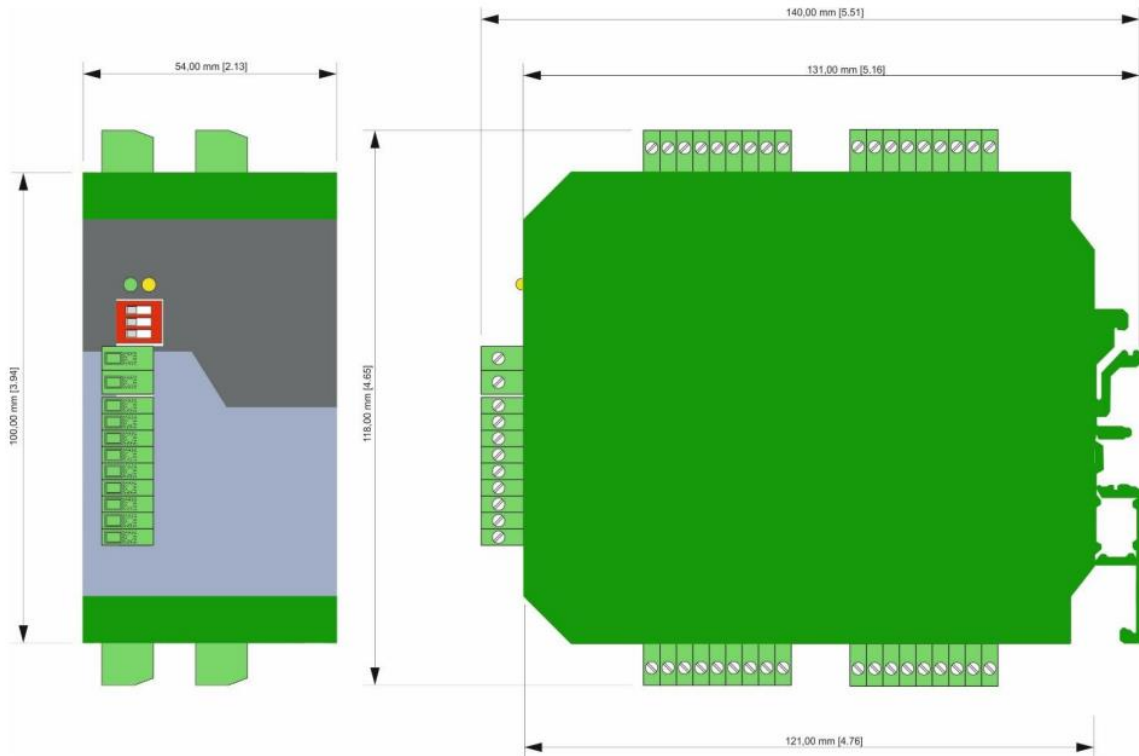 140,00 mm [5.51]
54,00 mm [2.13]
131,00 mm [5.16]
100,00 mm [3.94]
118,00 mm [4.65]
121,00 mm [4.76]